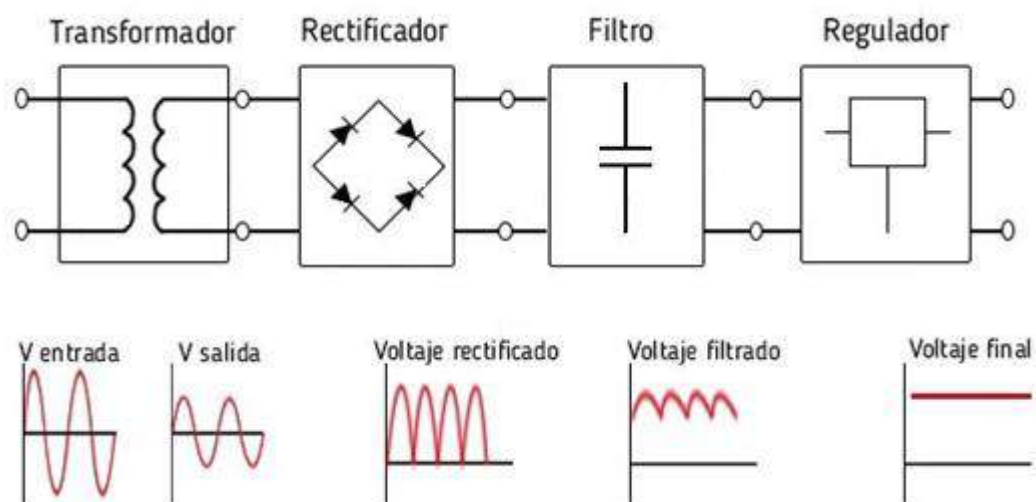 Transformador
Rectificador
Filtro
Regulador
V entrada
V salida
Voltaje rectificado
Voltaje filtrado
Voltaje final